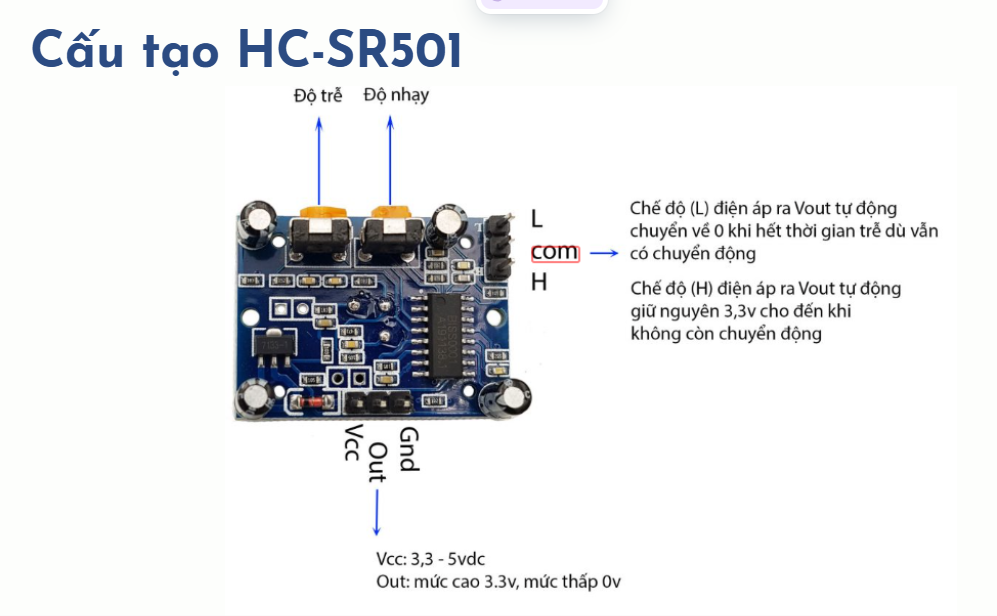 Cấu tạo HC-SR501
Độ trễ Độ nhạy
L
com
H
Chế độ (L) điện áp ra Vout tự động
chuyển về 0 khi hết thời gian trễ dù vẫn
có chuyển động
Chế độ (H) điện áp ra Vout tự động
giữ nguyên 3,3v cho đến khi
không còn chuyển động
Vcc
Out
Gnd
Vcc: 3,3 - 5vdc
Out: mức cao 3.3v, mức thấp 0v